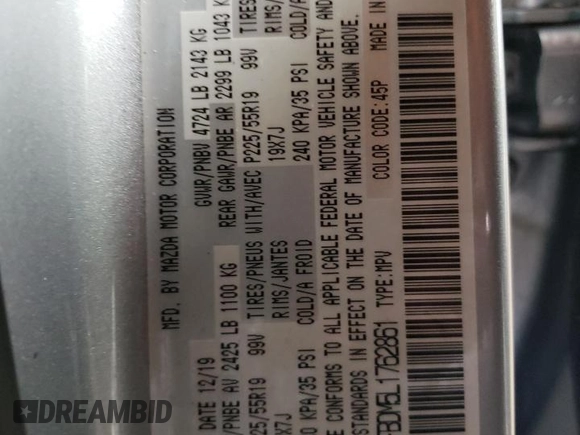 MFD. BY MAZDA MOTOR CORPORATION
DATE 12/19 GVWR/PNBV 4724 LB 2143 KG
/PNBE AV 2425 LB 1100 KG REAR GAWR/PNBE AR 2299 LB 1043 KG
25/55R19 99V TIRES/PNEUS WITH/AVEC P225/55R19 99V TIRES
9X7J RIMS/JANTES 19X7J RIMS/
KPA/35 PSI COLD/A FROID 240 KPA/35 PSI COLD/A
E CONFORMS TO ALL APPLICABLE FEDERAL MOTOR VEHICLE SAFETY AND
STANDARDS IN EFFECT ON THE DATE OF MANUFACTURE SHOWN ABOVE.
BDM5L1762861 TYPE:MPV COLOR CODE:45P MADE IN
DREAMBID